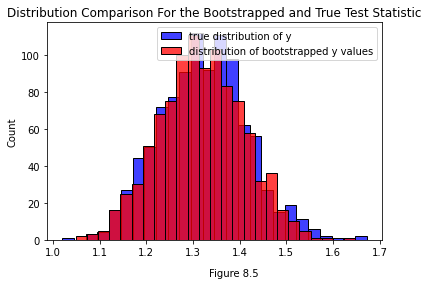 Distribution Comparison For the Bootstrapped and True Test Statistic
true distribution of y
distribution of bootstrapped y values
Count
100
80
60
40
20
0
1.0 1.1 1.2 1.3 1.4 1.5 1.6 1.7
Figure 8.5